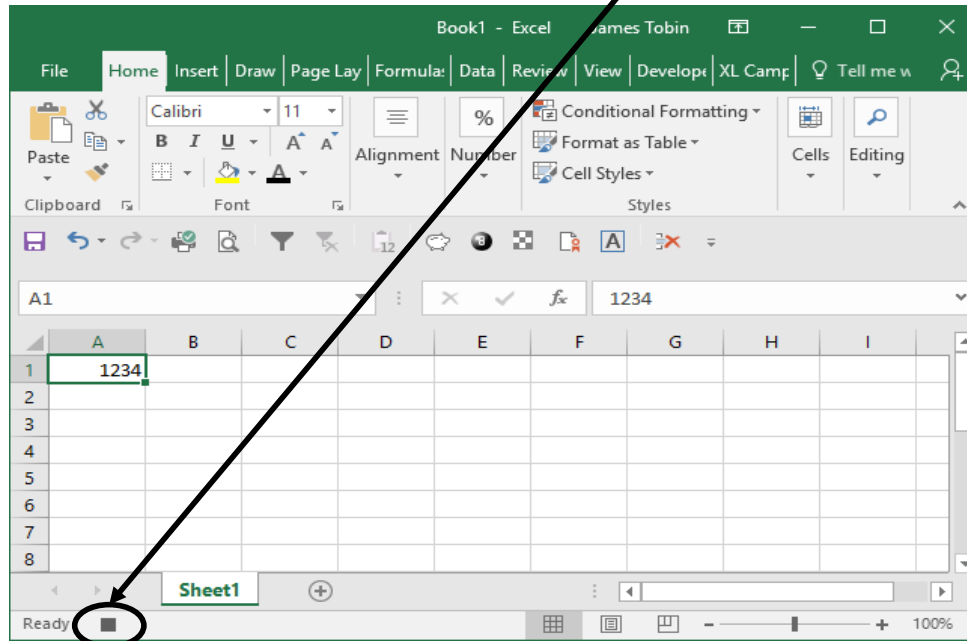 Book1 - Excel James Tobin
File Home Insert Draw Page Lay Formulas Data Review View Develope XL Camp Tell me w
Calibri 11 % Conditional Formatting
B I U A A Format as Table
Paste Alignment Number Cells Editing
A Cell Styles
Clipboard Font Styles
12 8 A
A1 fx 1234
A B C D E F G H I
1 1234
2
3
4
5
6
7
8
Sheet1
Ready 100%